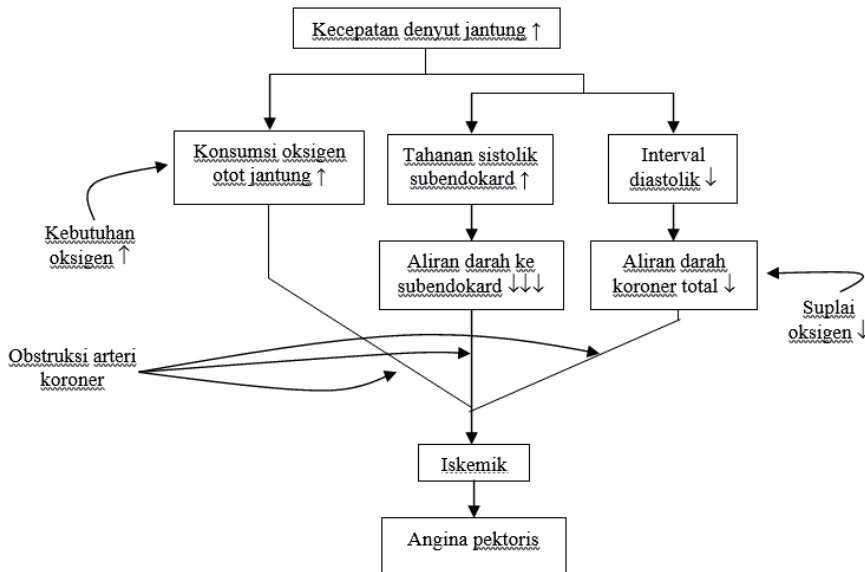 Kecepatan denyut jantung ↑
Konsumsi oksigen
otot jantung ↑
Tahanan sistolik
subendokard ↑
Interval
diastolik ↓
Kebutuhan
oksigen ↑
Aliran darah ke
subendokard ↓↓↓
Aliran darah
koroner total ↓
Suplai
oksigen ↓
Obstruksi arteri
koroner
Iskemik
Angina pektoris